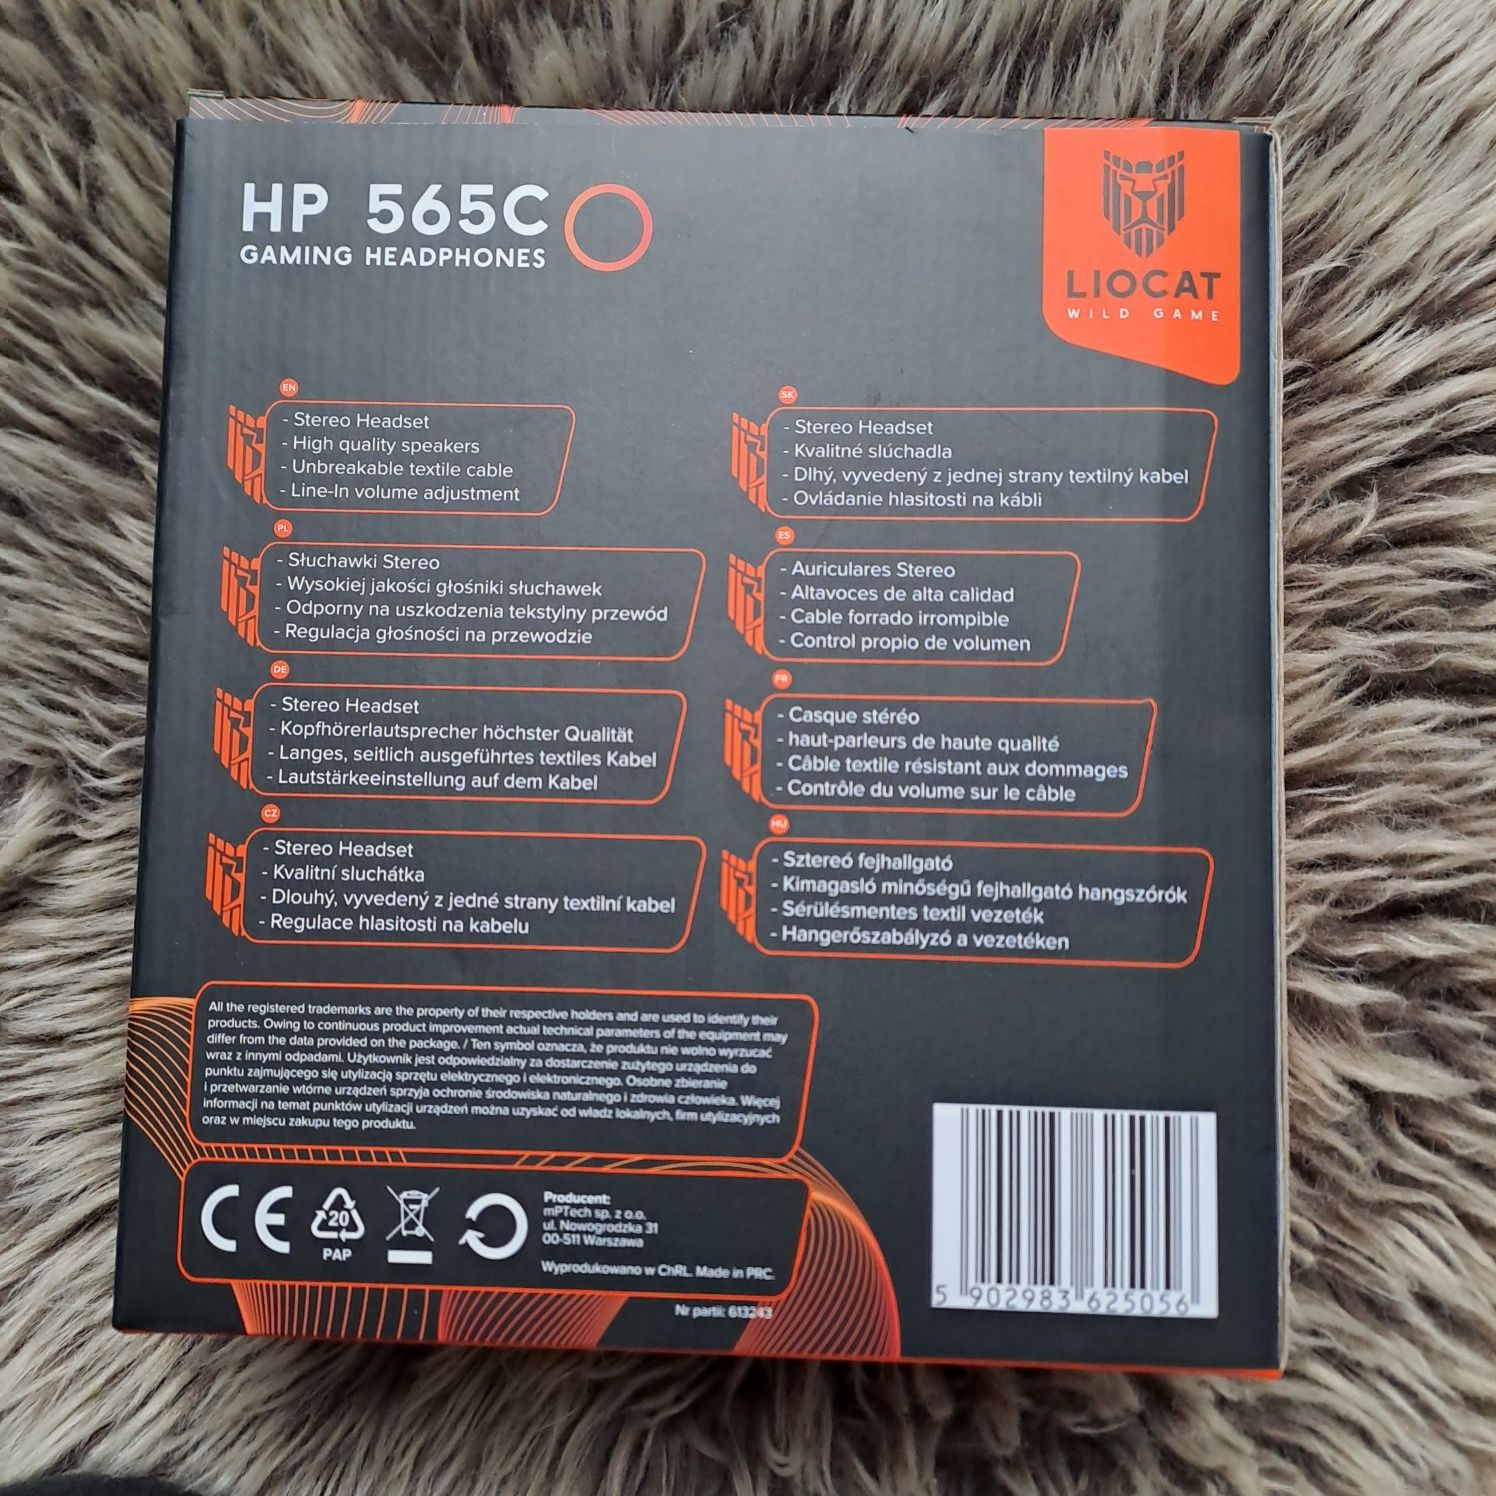 HP 565C
GAMING HEADPHONES
LIOCAT
WILD GAME
EN
- Stereo Headset
- High quality speakers
- Unbreakable textile cable
- Line-In volume adjustment
PL
- Słuchawki Stereo
- Wysokiej jakości głośniki słuchawek
- Odporny na uszkodzenia tekstylny przewód
- Regulacja głośności na przewodzie
DE
- Stereo Headset
- Kopfhörerlautsprecher höchster Qualität
- Langes, seitlich ausgeführtes textiles Kabel
- Lautstärkeeinstellung auf dem Kabel
CZ
- Stereo Headset
- Kvalitní sluchátka
- Dlouhý, vyvedený z jedné strany textilní kabel
- Regulace hlasitosti na kabelu
SK
- Stereo Headset
- Kvalitné slúchadla
- Dlhý, vyvedený z jednej strany textilný kabel
- Ovládanie hlasitosti na kábli
ES
- Auriculares Stereo
- Altavoces de alta calidad
- Cable forrado irrompible
- Control propio de volumen
FR
- Casque stéréo
- haut-parleurs de haute qualité
- Câble textile résistant aux dommages
- Contrôle du volume sur le câble
HU
- Sztereó fejhallgató
- Kimagasló minőségű fejhallgató hangszórók
- Sérülésmentes textil vezeték
- Hangerőszabályzó a vezetéken
All the registered trademarks are the property of their respective holders and are used to identify their
products. Owing to continuous product improvement actual technical parameters of the equipment may
differ from the data provided on the package. / Ten symbol oznacza, że produktu nie wolno wyrzucać
wraz z innymi odpadami. Użytkownik jest odpowiedzialny za dostarczenie zużytego urządzenia do
punktu zajmującego się utylizacją sprzętu elektrycznego i elektronicznego. Osobne zbieranie
i przetwarzanie wtórne urządzeń sprzyja ochronie środowiska naturalnego i zdrowia człowieka. Więcej
informacji na temat punktów utylizacji urządzeń można uzyskać od władz lokalnych, firm utylizacyjnych
oraz w miejscu zakupu tego produktu.
CE
20
PAP
Producent:
mPTech sp. z o.o.
ul. Nowogrodzka 31
00-511 Warszawa
Wyprodukowano w ChRL. Made in PRC.
Nr partii: 613243
5 902983 625056